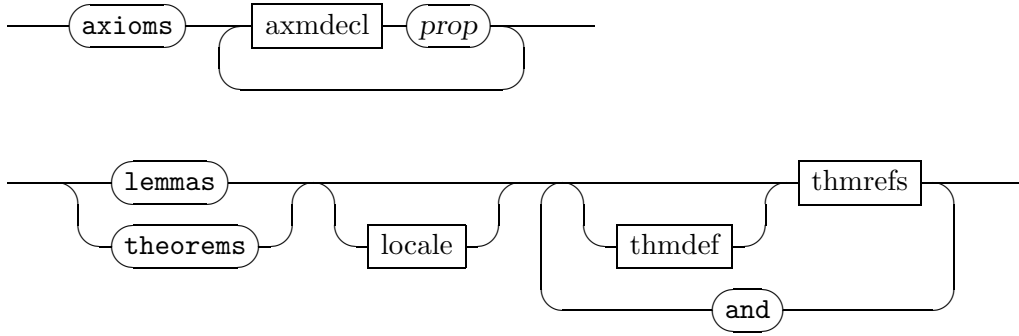 axioms axmdecl prop
lemmas thmrefs
theorems locale thmdef
and